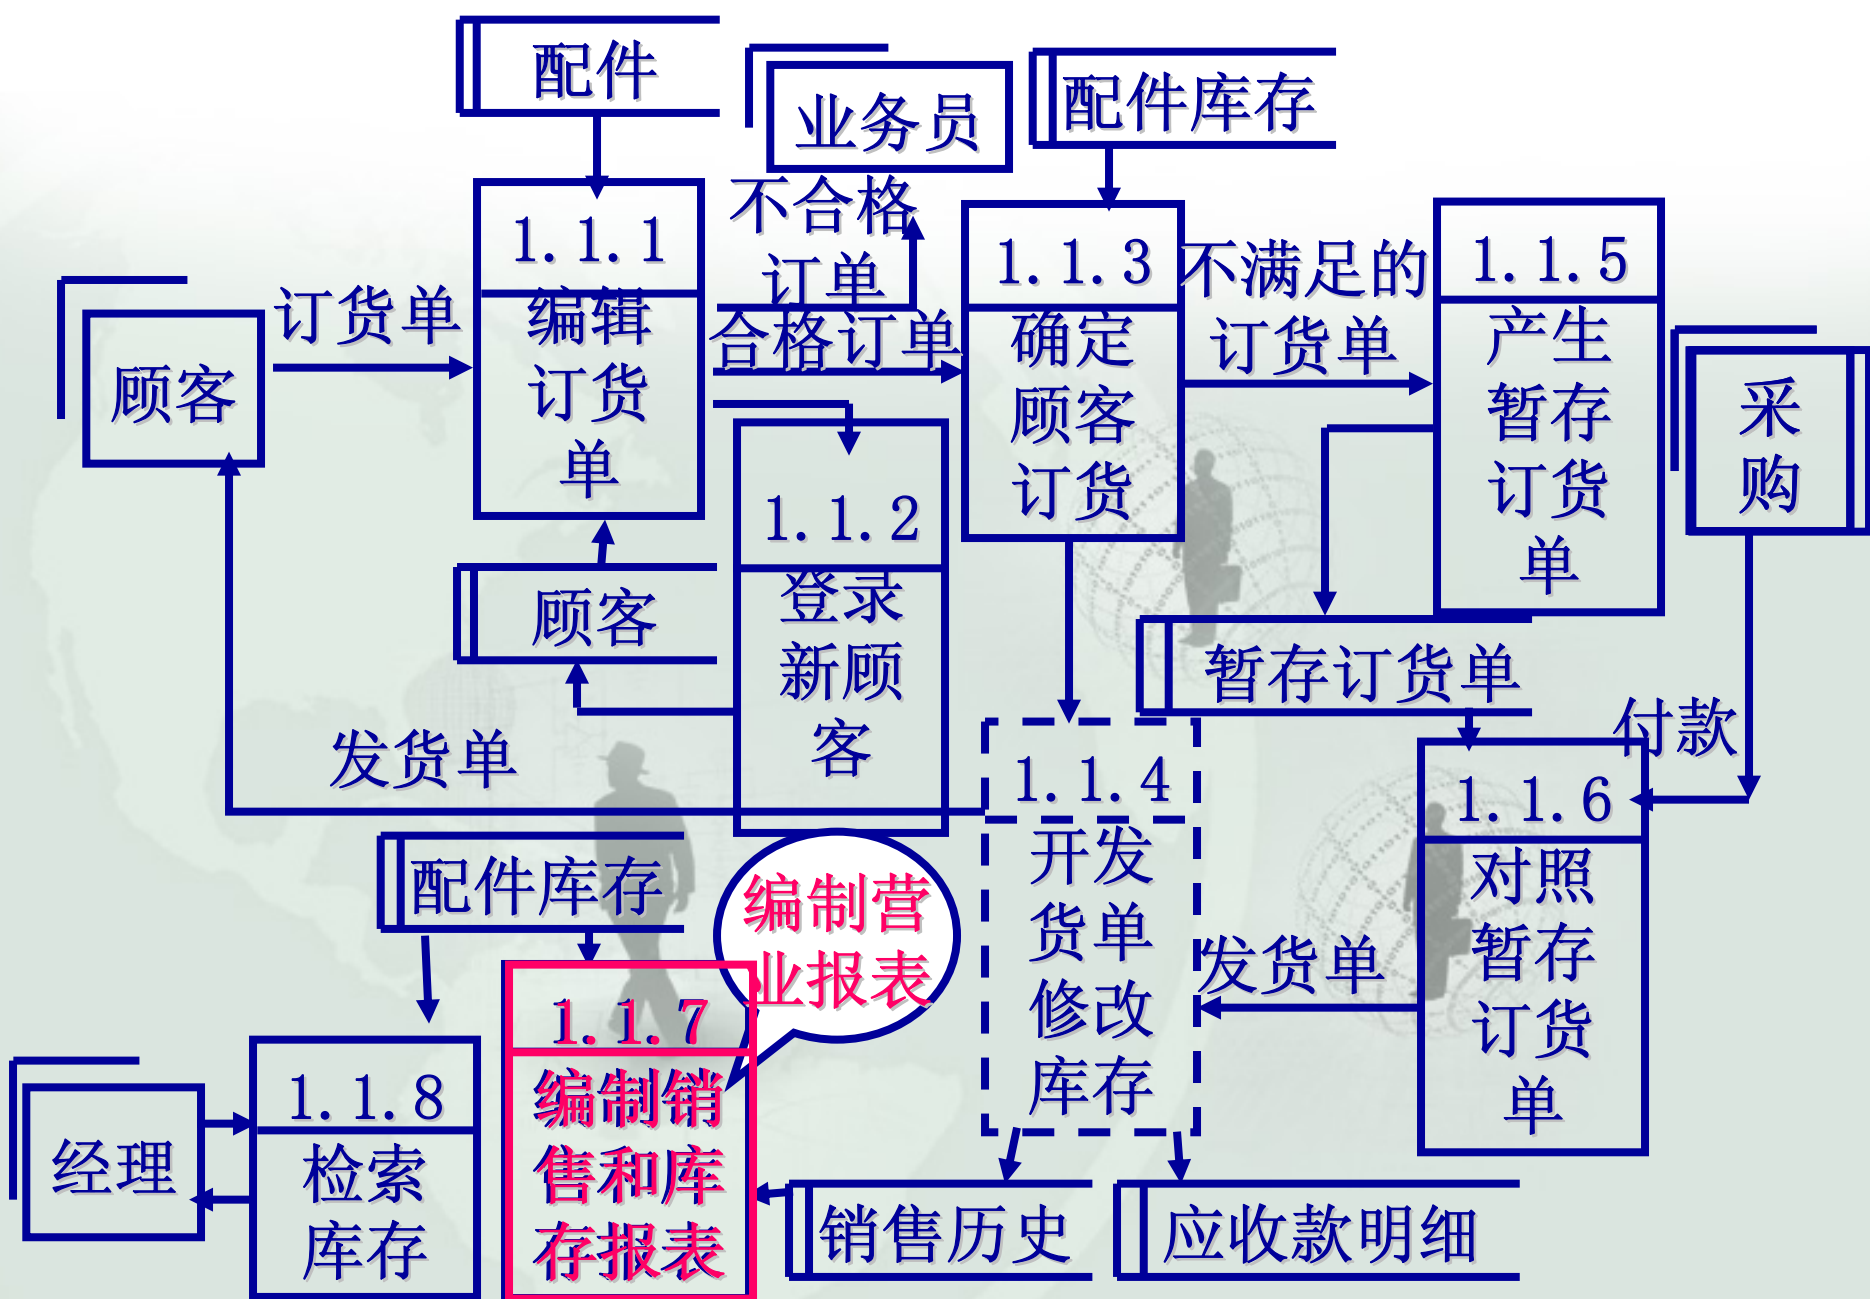 配件
业务员
配件库存
不合格
订单
1.1.1
编辑
订货
单
1.1.3
确定
顾客
订货
不满足的
订货单
1.1.5
产生
暂存
订货
单
订货单
顾客
合格订单
采
购
1.1.2
登录
新顾
客
顾客
暂存订货单
付款
发货单
1.1.4
开发
货单
修改
库存
1.1.6
对照
暂存
订货
单
配件库存
编制营
业报表
发货单
1.1.7
编制销
售和库
存报表
1.1.8
检索
库存
经理
销售历史
应收款明细